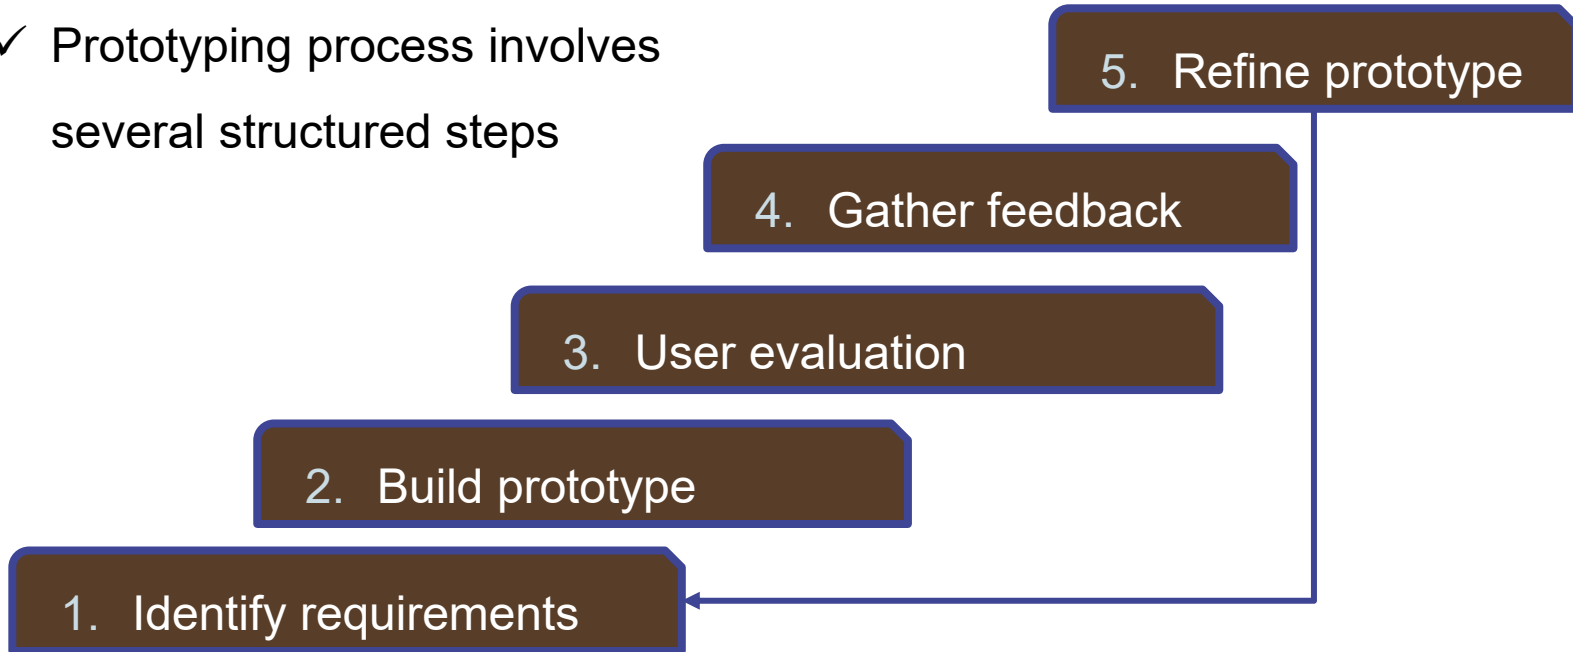 ✓ Prototyping process involves
several structured steps
5. Refine prototype
4. Gather feedback
3. User evaluation
2. Build prototype
1. Identify requirements